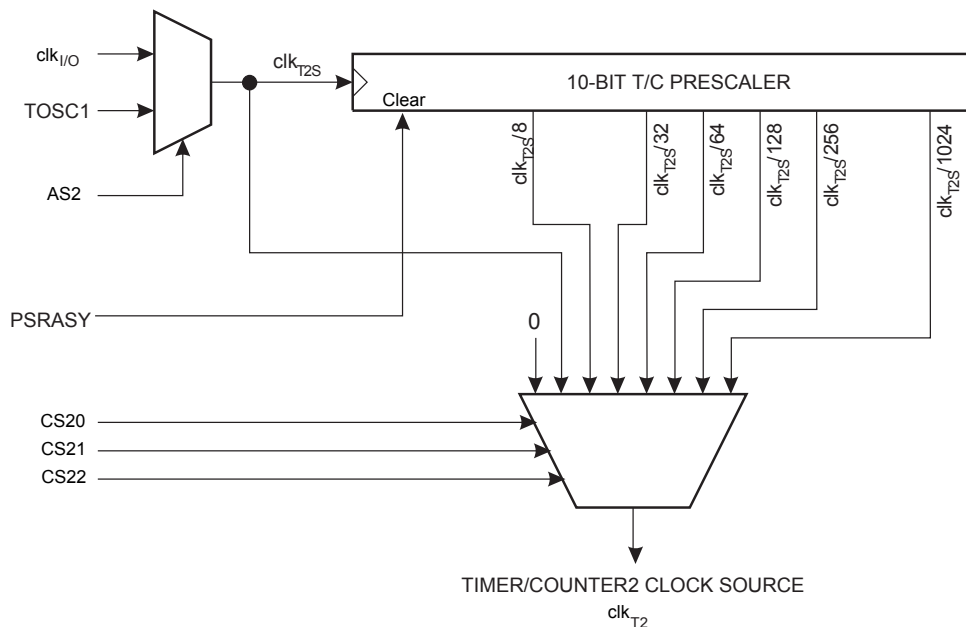 clkI/O
clkT2S
10-BIT T/C PRESCALER
TOSC1
Clear
AS2
clkT2S/8
clkT2S/32
clkT2S/64
clkT2S/128
clkT2S/256
clkT2S/1024
PSRASY
0
CS20
CS21
CS22
TIMER/COUNTER2 CLOCK SOURCE
clkT2